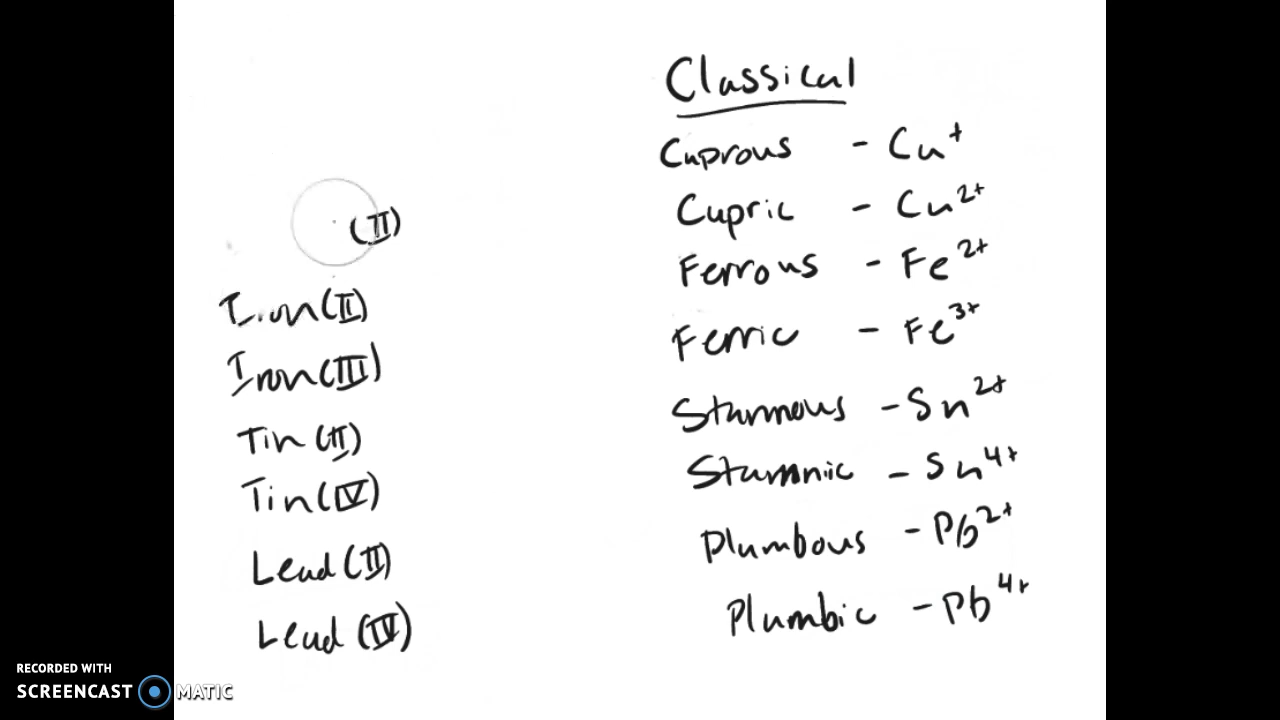 Classical
Cuprous - Cu+
(II) Cupric - Cu2+
Iron(II) Ferrous - Fe2+
Iron(III) Ferric - Fe3+
Tin (II) Stannous - Sn2+
Tin(IV) Stannic - Sn4+
Lead(II) Plumbous - Pb2+
Lead (IV) Plumbic - Pb4+
RECORDED WITH
SCREENCAST MATIC